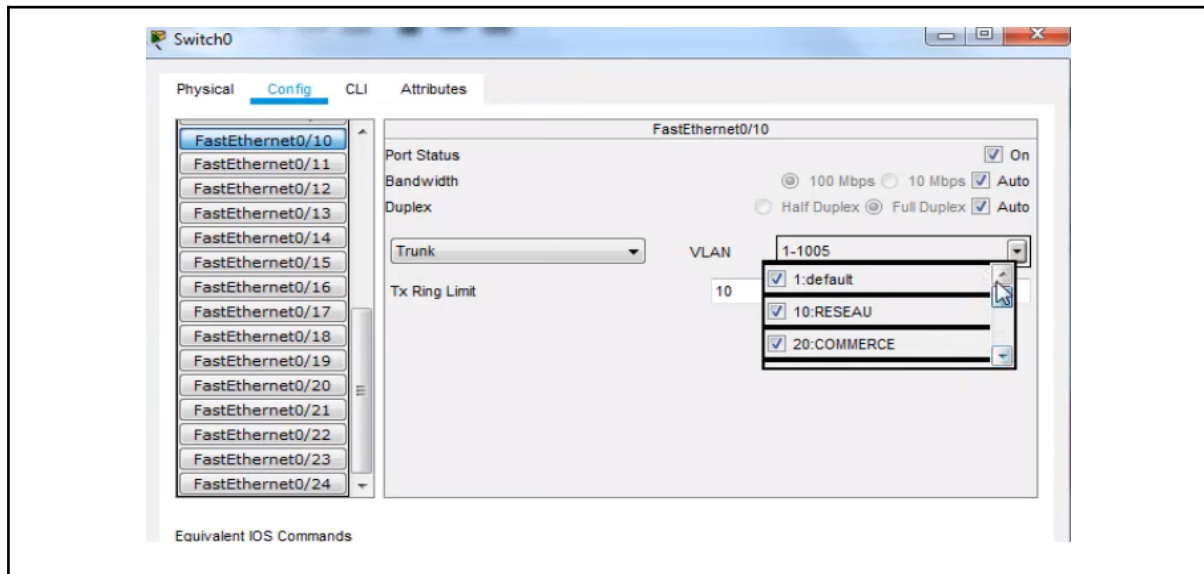 Switch0
Physical Config CLI Attributes
FastEthernet0/10
FastEthernet0/11
FastEthernet0/12
FastEthernet0/13
FastEthernet0/14
FastEthernet0/15
FastEthernet0/16
FastEthernet0/17
FastEthernet0/18
FastEthernet0/19
FastEthernet0/20
FastEthernet0/21
FastEthernet0/22
FastEthernet0/23
FastEthernet0/24
FastEthernet0/10
Port Status On
Bandwidth 100 Mbps 10 Mbps Auto
Duplex Half Duplex Full Duplex Auto
Trunk VLAN 1-1005
1:default
Tx Ring Limit 10
10:RESEAU
20:COMMERCE
Equivalent IOS Commands